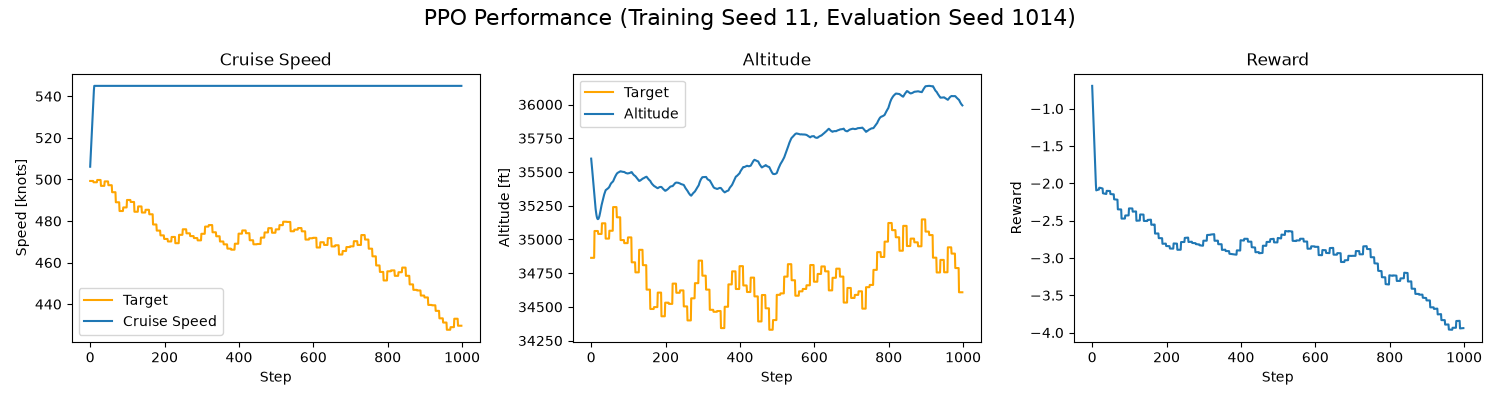 PPO Performance (Training Seed 11, Evaluation Seed 1014)
Cruise Speed
Speed [knots]
540
520
500
480
460
440
Target
Cruise Speed
0
200
400
600
800
1000
Step
Altitude
Altitude [ft]
36000
35750
35500
35250
35000
34750
34500
34250
Target
Altitude
0
200
400
600
800
1000
Step
Reward
Reward
−1.0
−1.5
−2.0
−2.5
−3.0
−3.5
−4.0
0
200
400
600
800
1000
Step